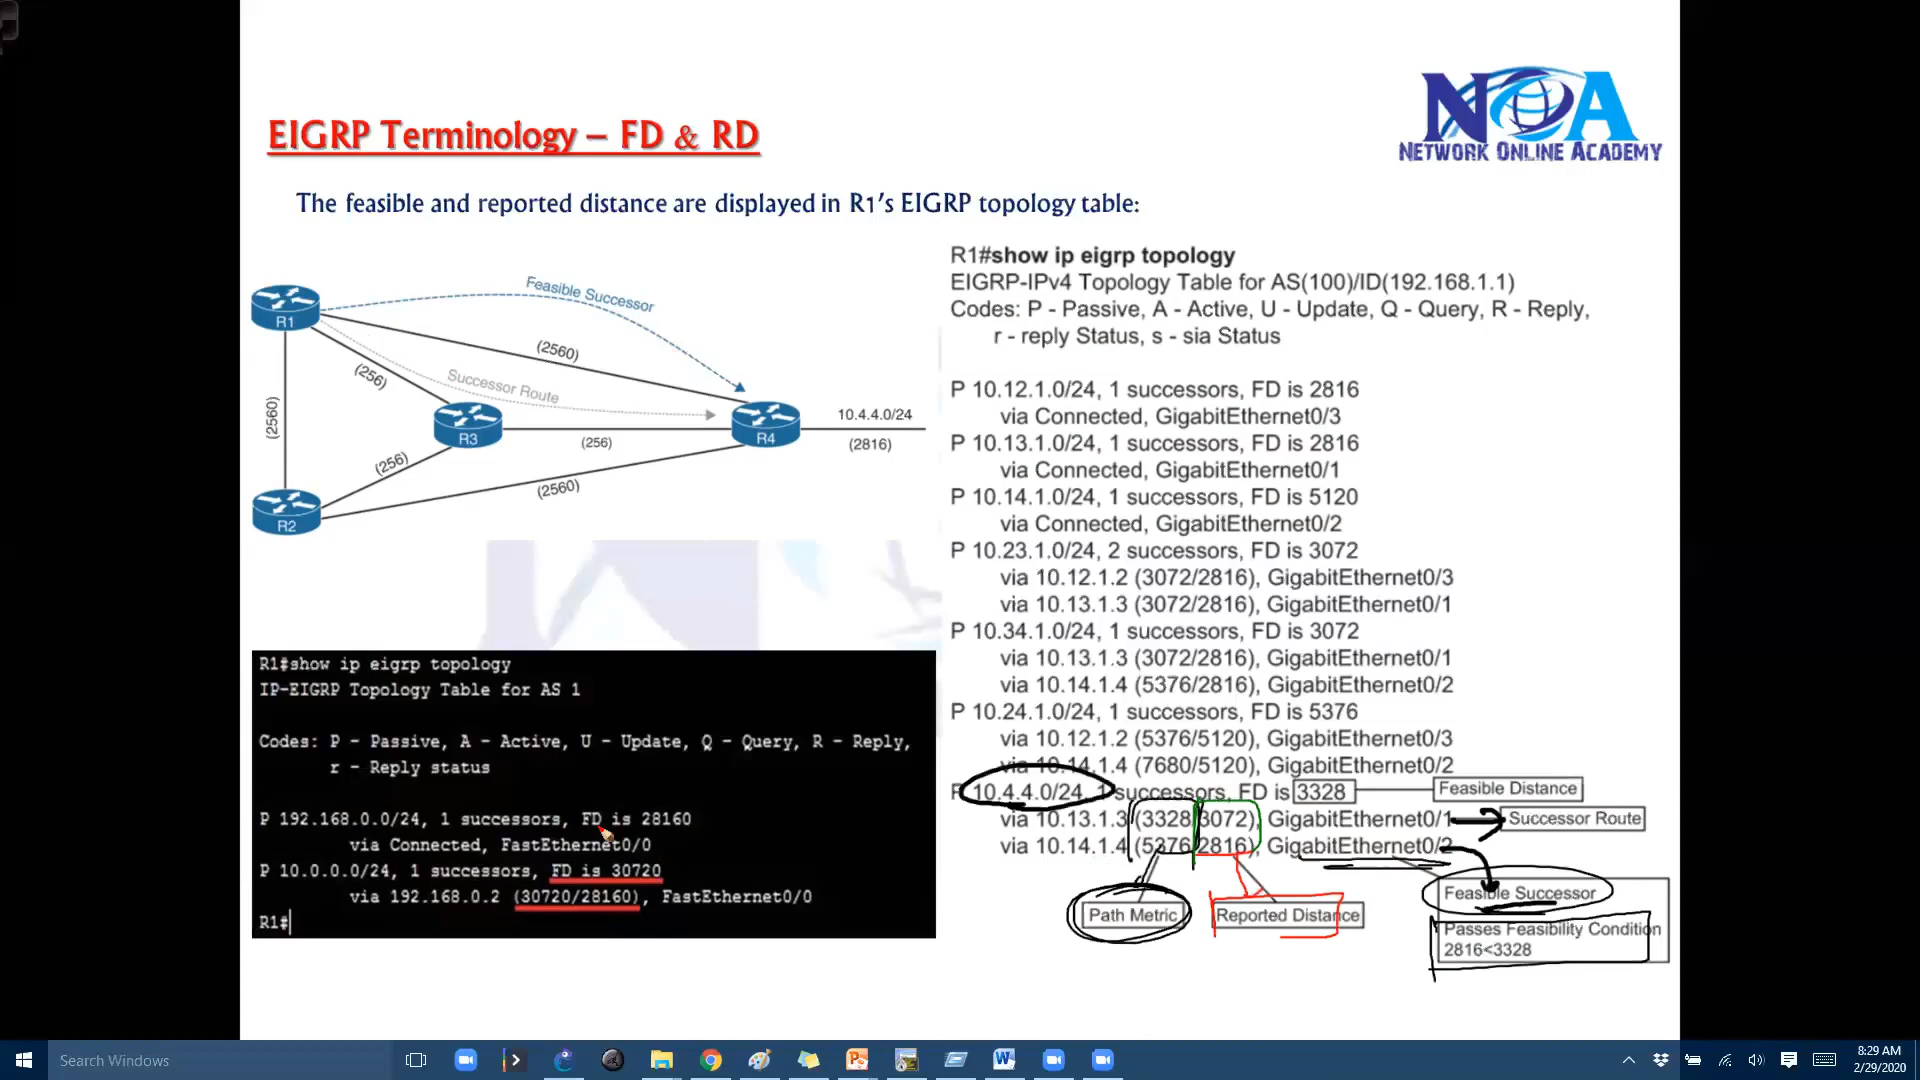 NOA
NETWORK ONLINE ACADEMY
EIGRP Terminology – FD & RD
The feasible and reported distance are displayed in R1's EIGRP topology table:
Feasible Successor
R1
(2560)
(256)
Successor Route
(2560)
R3
(256)
R4
10.4.4.0/24
(2816)
(256)
(2560)
R2
R1#show ip eigrp topology
EIGRP-IPv4 Topology Table for AS(100)/ID(192.168.1.1)
Codes: P - Passive, A - Active, U - Update, Q - Query, R - Reply,
r - reply Status, s - sia Status
P 10.12.1.0/24, 1 successors, FD is 2816
via Connected, GigabitEthernet0/3
P 10.13.1.0/24, 1 successors, FD is 2816
via Connected, GigabitEthernet0/1
P 10.14.1.0/24, 1 successors, FD is 5120
via Connected, GigabitEthernet0/2
P 10.23.1.0/24, 2 successors, FD is 3072
via 10.12.1.2 (3072/2816), GigabitEthernet0/3
via 10.13.1.3 (3072/2816), GigabitEthernet0/1
P 10.34.1.0/24, 1 successors, FD is 3072
via 10.13.1.3 (3072/2816), GigabitEthernet0/1
via 10.14.1.4 (5376/2816), GigabitEthernet0/2
P 10.24.1.0/24, 1 successors, FD is 5376
via 10.12.1.2 (5376/5120), GigabitEthernet0/3
via 10.14.1.4 (7680/5120), GigabitEthernet0/2
P 10.4.4.0/24, 1 successors, FD is 3328
Feasible Distance
via 10.13.1.3 (3328/3072), GigabitEthernet0/1
Successor Route
via 10.14.1.4 (5376/2816), GigabitEthernet0/2
Feasible Successor
Path Metric
Reported Distance
Passes Feasibility Condition
2816<3328
R1#show ip eigrp topology
IP-EIGRP Topology Table for AS 1
Codes: P - Passive, A - Active, U - Update, Q - Query, R - Reply,
r - Reply status
P 192.168.0.0/24, 1 successors, FD is 28160
via Connected, FastEthernet0/0
P 10.0.0.0/24, 1 successors, FD is 30720
via 192.168.0.2 (30720/28160), FastEthernet0/0
R1#
Search Windows
8:29 AM
2/29/2020